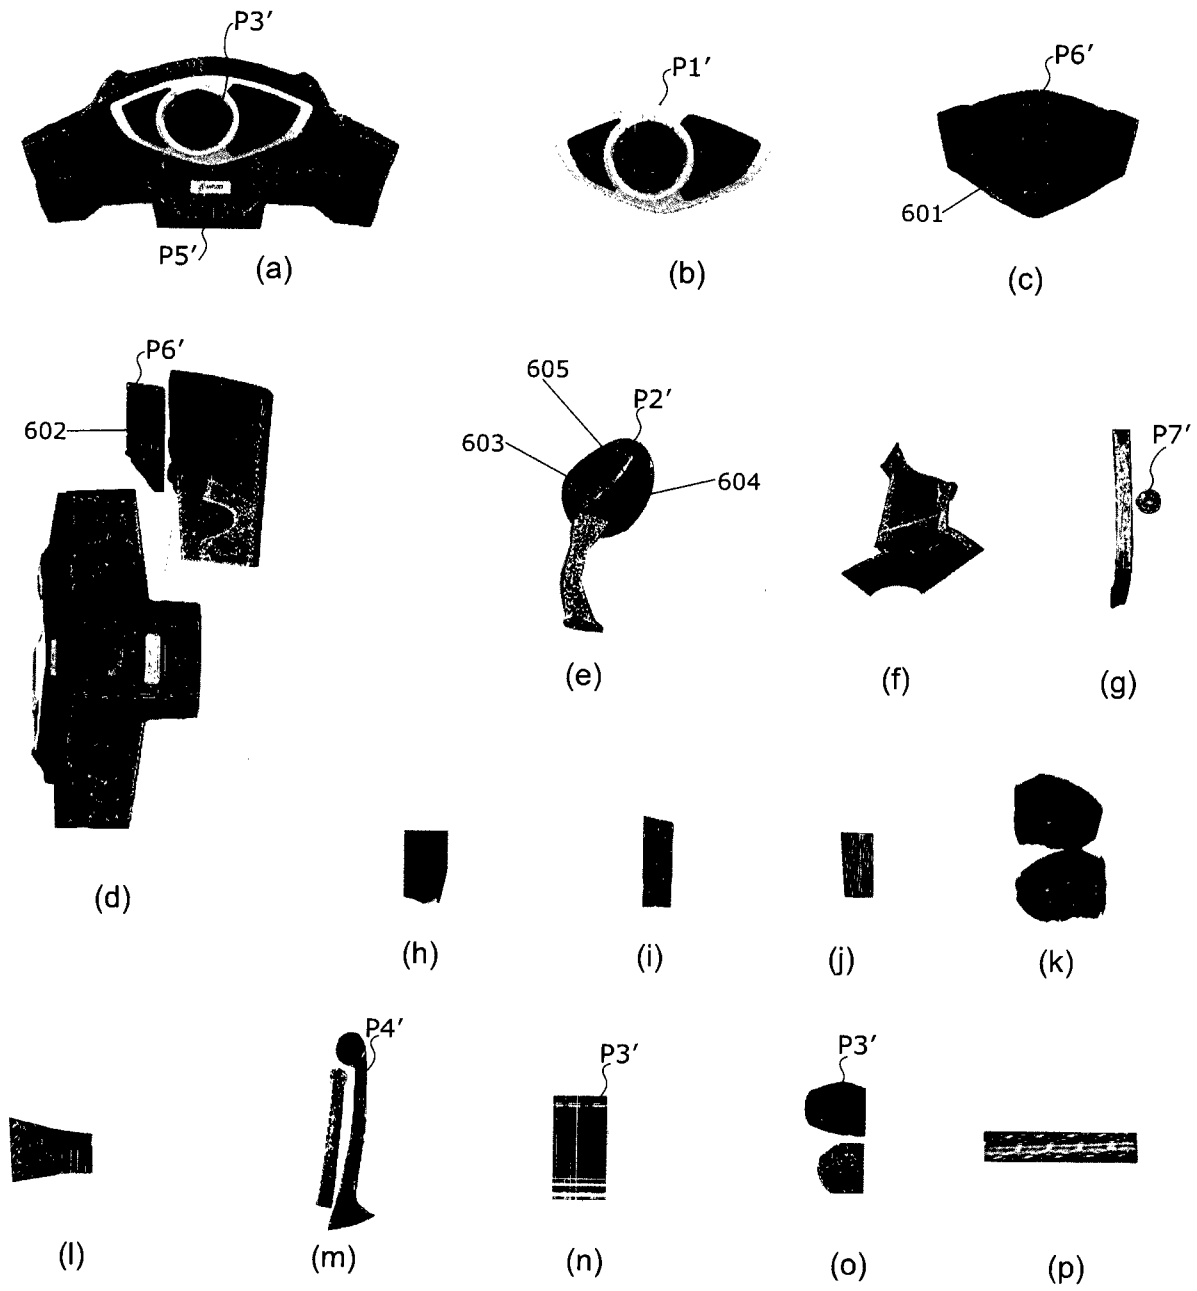 P3′
P5′
(a)
P1′
(b)
P6′
601
(c)
P6′
602
(d)
605
P2′
603
604
(e)
(f)
P7′
(g)
(h)
(i)
(j)
(k)
(l)
P4′
(m)
P3′
(n)
P3′
(o)
(p)